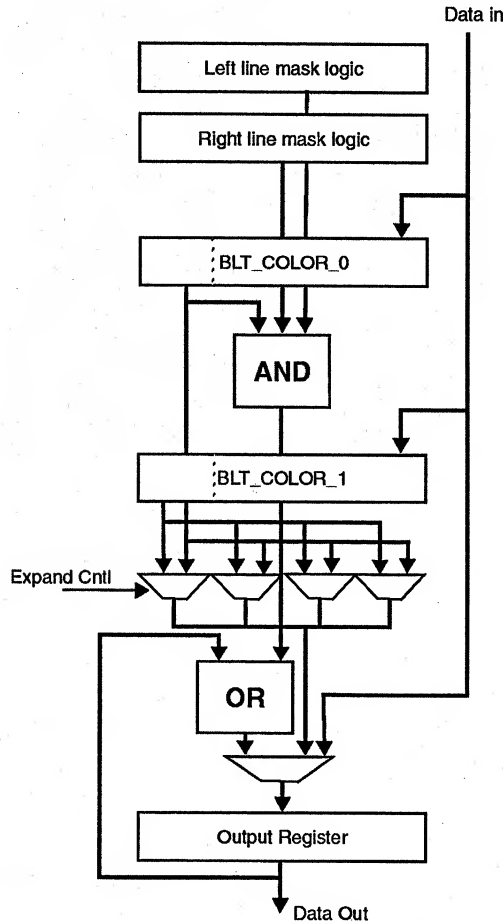 Data in
Left line mask logic
Right line mask logic
BLT_COLOR_0
AND
BLT_COLOR_1
Expand Cntl
OR
Output Register
Data Out